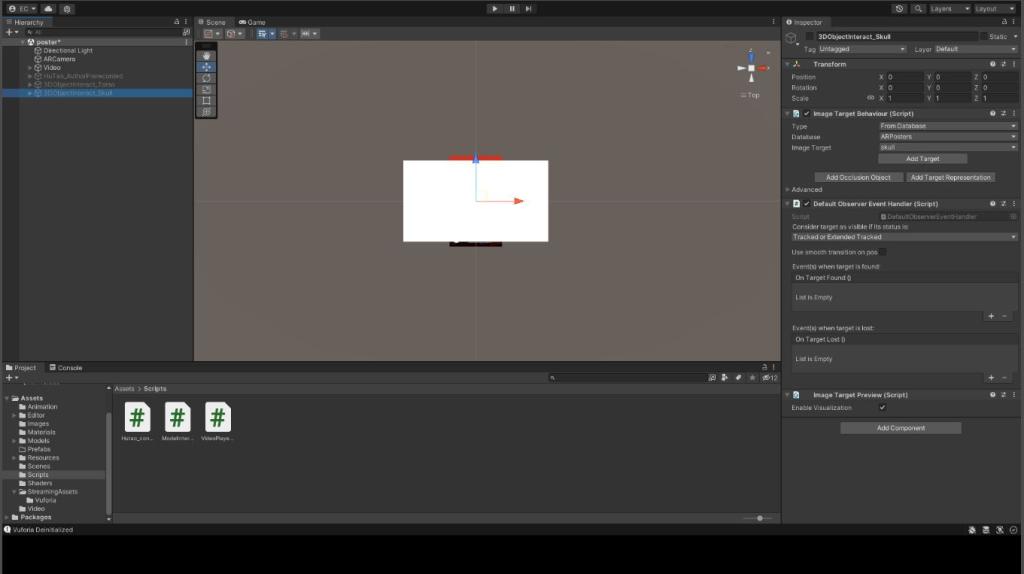 EC
Layers
Layout
Hierarchy
All
poster*
Directional Light
ARCamera
Video
HuTao_AuthorPrerecorded
3DObjectInteract_Torso
3DObjectInteract_Skull
Scene
Game
Top
Inspector
3DObjectInteract_Skull
Static
Tag Untagged
Layer Default
Transform
Position X 0 Y 0 Z 0
Rotation X 0 Y 0 Z 0
Scale X 1 Y 1 Z 1
Image Target Behaviour (Script)
Type From Database
Database ARPosters
Image Target skull
Add Target
Add Occlusion Object
Add Target Representation
Advanced
Default Observer Event Handler (Script)
Script DefaultObserverEventHandler
Consider target as visible if its status is:
Tracked or Extended Tracked
Use smooth transition on pos
Event(s) when target is found:
On Target Found ()
List is Empty
+ −
Event(s) when target is lost:
On Target Lost ()
List is Empty
+ −
Image Target Preview (Script)
Enable Visualization
Add Component
Project
Console
12
Assets
Animation
Editor
Images
Materials
Models
Prefabs
Resources
Scenes
Scripts
Shaders
StreamingAssets
Vuforia
Video
Packages
Assets > Scripts
Hutao_con...
ModelInter...
VideoPlaye...
Vuforia Deinitialized